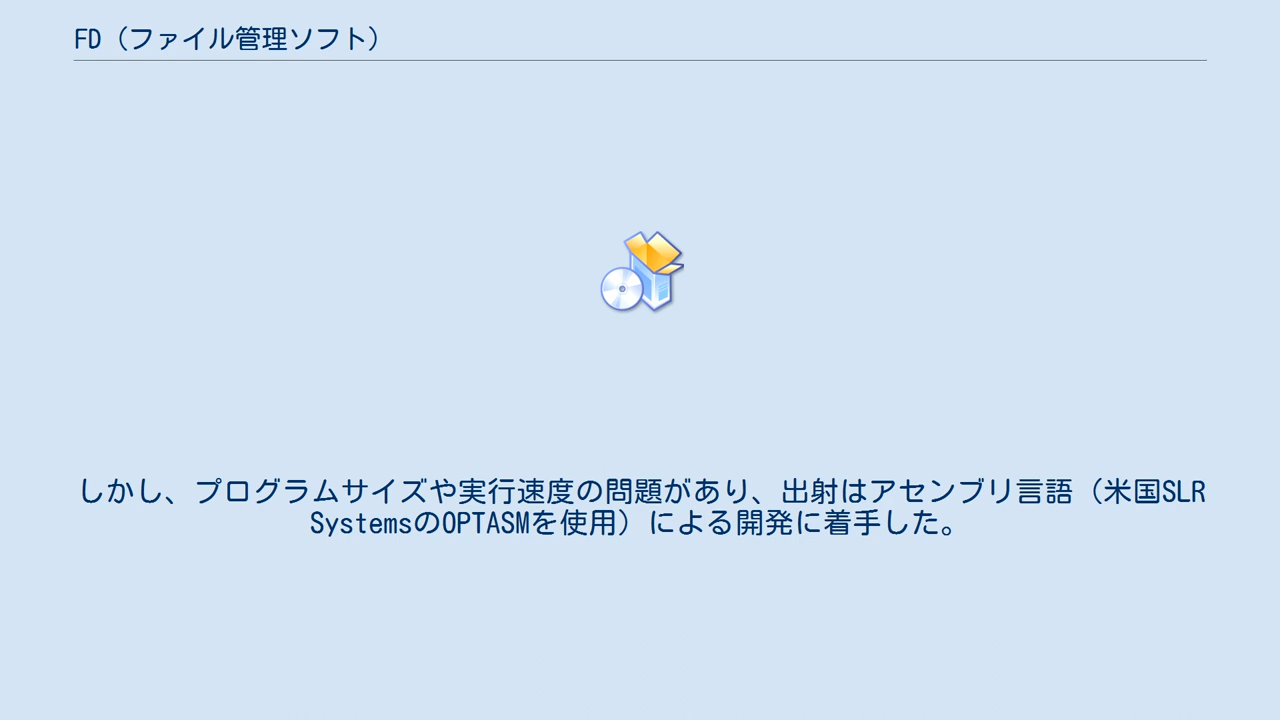 FD（ファイル管理ソフト）
しかし、プログラムサイズや実行速度の問題があり、出射はアセンブリ言語（米国SLR
SystemsのOPTASMを使用）による開発に着手した。